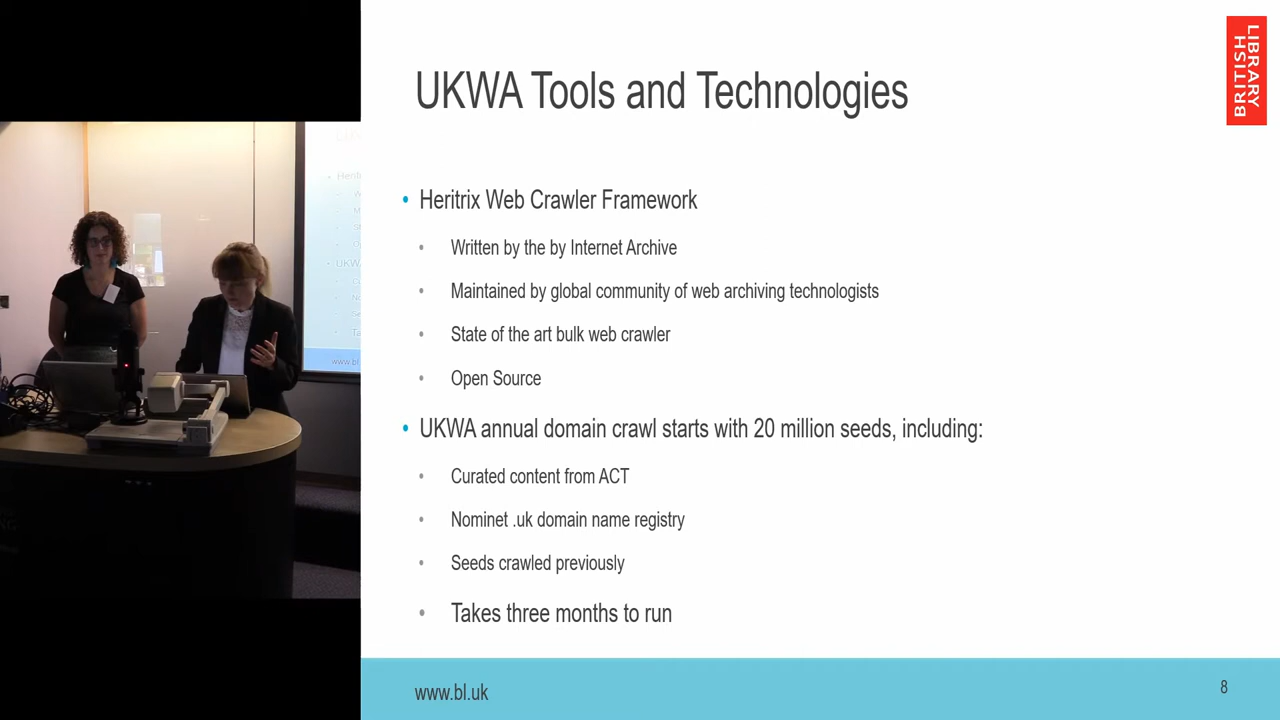 UKWA Tools and Technologies
LIBRARY
BRITISH
• Heritrix Web Crawler Framework
• Written by the by Internet Archive
• Maintained by global community of web archiving technologists
• State of the art bulk web crawler
• Open Source
• UKWA annual domain crawl starts with 20 million seeds, including:
• Curated content from ACT
• Nominet .uk domain name registry
• Seeds crawled previously
• Takes three months to run
www.bl.uk
8